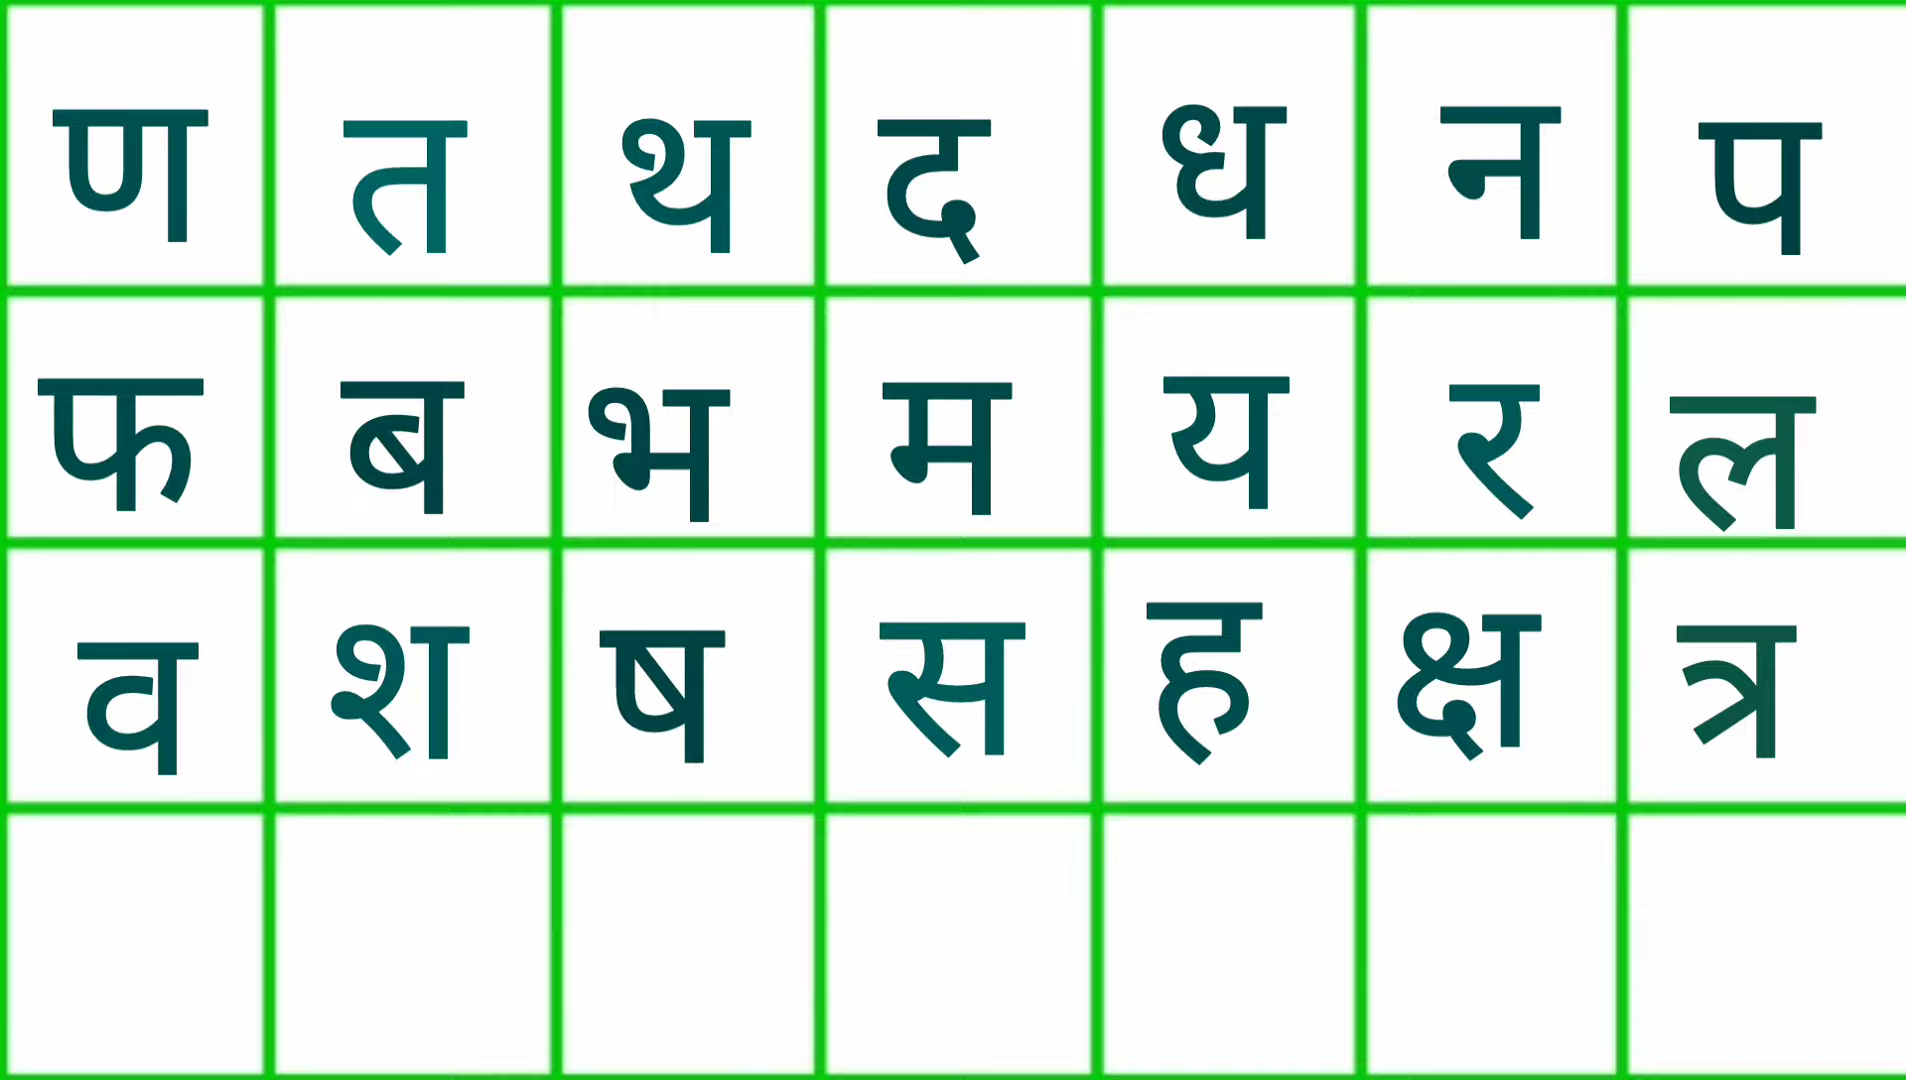 ण त थ द ध न प
फ ब भ म य र ल
व श ष स ह क्ष त्र